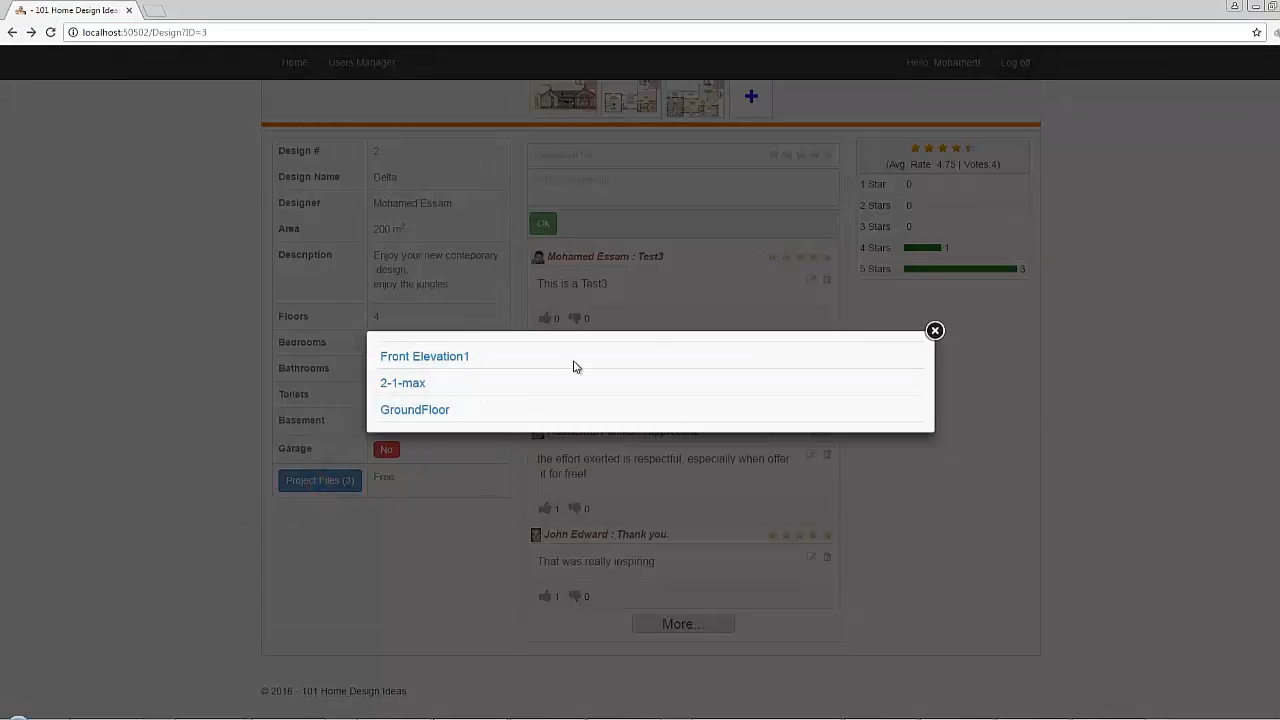 - 101 Home Design Ideas
localhost:50502/Design?ID=3
Home Users Manager Hello, Mohamed! Log off
Design # 2
Design Name Delta
Designer Mohamed Essam
Area 200 m²
Description Enjoy your new conteporary
design,
enjoy the jungles
Floors 4
Bedrooms
Bathrooms
Toilets
Basement
Garage No
Project Files (3) Free
Ok
Mohamed Essam : Test3
This is a Test3
0 0
Front Elevation1
2-1-max
GroundFloor
the effort exerted is respectful, especially when offer
it for free!
1 0
John Edward : Thank you.
That was really inspiring
1 0
More...
(Avg. Rate: 4.75 | Votes:4)
1 Star 0
2 Stars 0
3 Stars 0
4 Stars 1
5 Stars 3
© 2016 - 101 Home Design Ideas